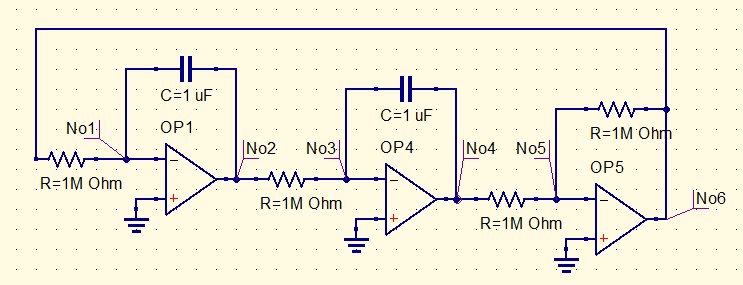 C=1 uF
No1
OP1
R=1M Ohm
No2
No3
C=1 uF
OP4
R=1M Ohm
No4
No5
R=1M Ohm
OP5
R=1M Ohm
No6